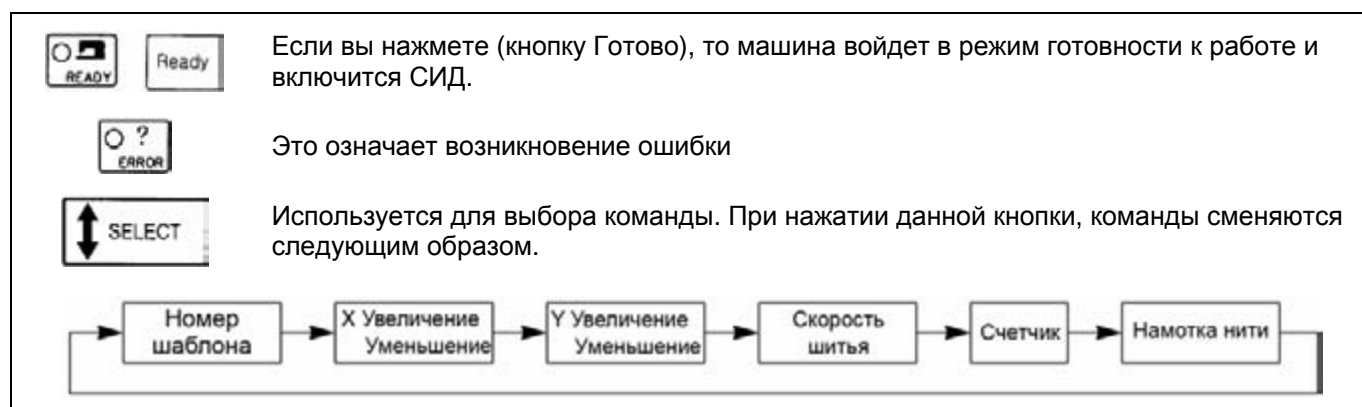 READY
Ready
Если вы нажмете (кнопку Готово), то машина войдет в режим готовности к работе и
включится СИД.
?
ERROR
Это означает возникновение ошибки
SELECT
Используется для выбора команды. При нажатии данной кнопки, команды сменяются
следующим образом.
Номер
шаблона
X Увеличение
Уменьшение
Y Увеличение
Уменьшение
Скорость
шитья
Счетчик
Намотка нити